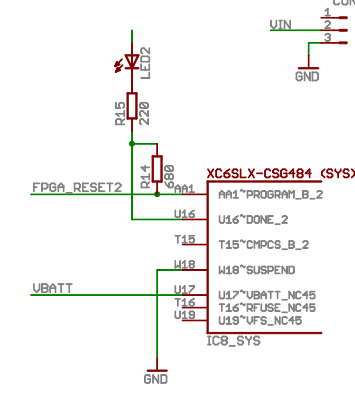 CON
1
VIN 2
3
GND
LED2
R15
220
R14
680
XC6SLX-CSG484 (SYS)
FPGA_RESET2 AA1 AA1~PROGRAM_B_2
U16 U16~DONE_2
T15 T15~CMPCS_B_2
W18 W18~SUSPEND
VBATT U17 U17~VBATT_NC45
T16 T16~RFUSE_NC45
U19 U19~VFS_NC45
IC8_SYS
GND